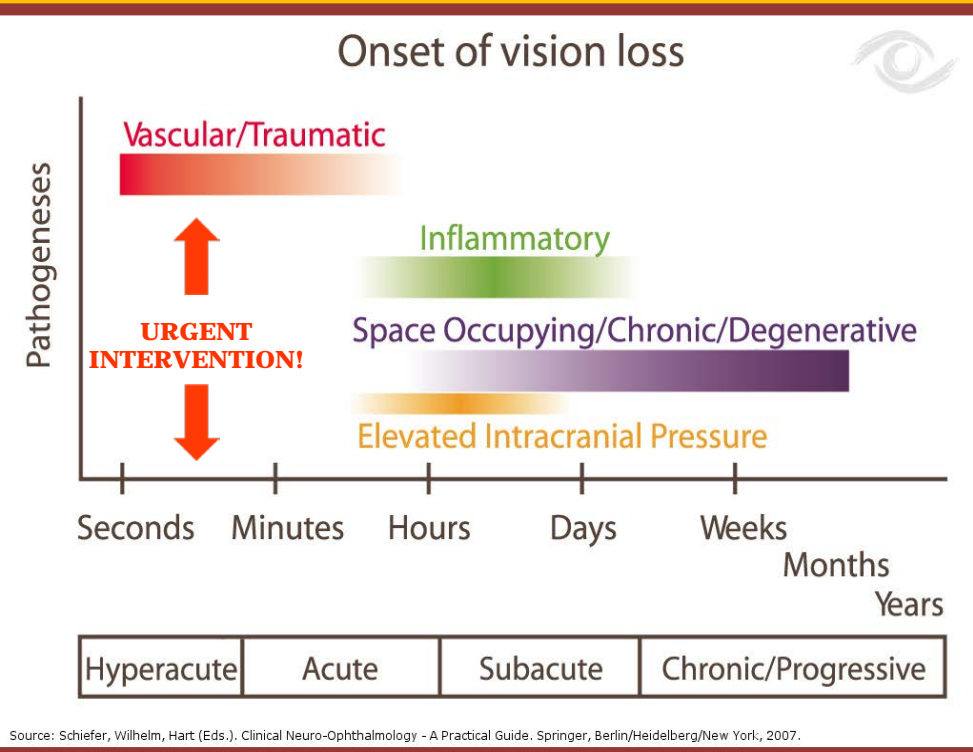 Onset of vision loss
Pathogeneses
Vascular/Traumatic
Inflammatory
URGENT
INTERVENTION!
Space Occupying/Chronic/Degenerative
Elevated Intracranial Pressure
Seconds Minutes Hours Days Weeks
Months
Years
Hyperacute Acute Subacute Chronic/Progressive
Source: Schiefer, Wilhelm, Hart (Eds.). Clinical Neuro-Ophthalmology - A Practical Guide. Springer, Berlin/Heidelberg/New York, 2007.